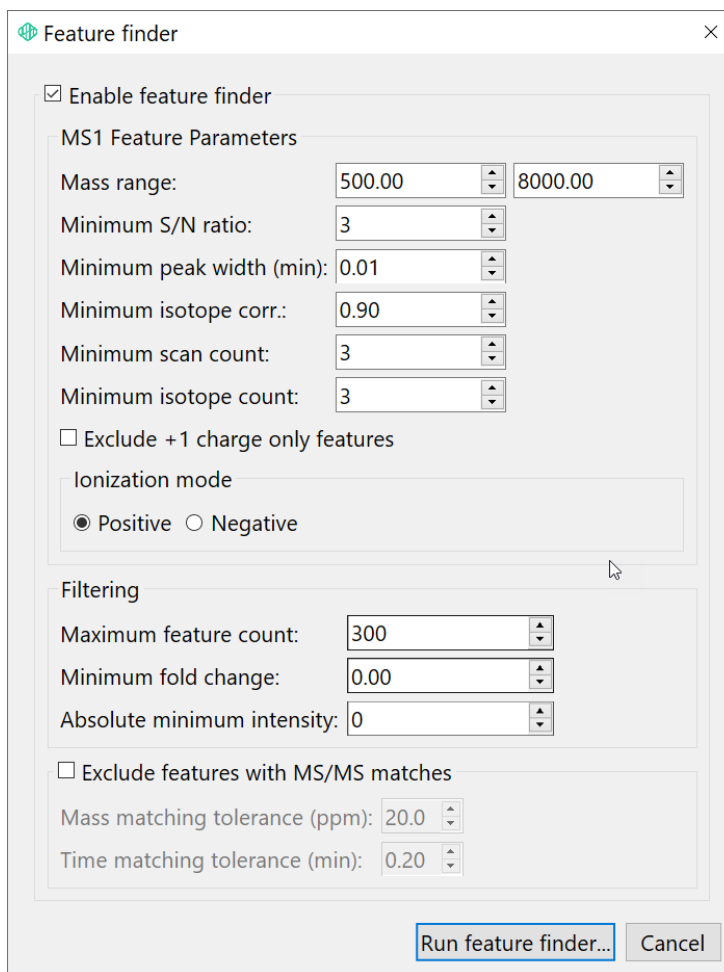 Feature finder
Enable feature finder
MS1 Feature Parameters
Mass range: 500.00 8000.00
Minimum S/N ratio: 3
Minimum peak width (min): 0.01
Minimum isotope corr.: 0.90
Minimum scan count: 3
Minimum isotope count: 3
Exclude +1 charge only features
Ionization mode
Positive Negative
Filtering
Maximum feature count: 300
Minimum fold change: 0.00
Absolute minimum intensity: 0
Exclude features with MS/MS matches
Mass matching tolerance (ppm): 20.0
Time matching tolerance (min): 0.20
Run feature finder... Cancel